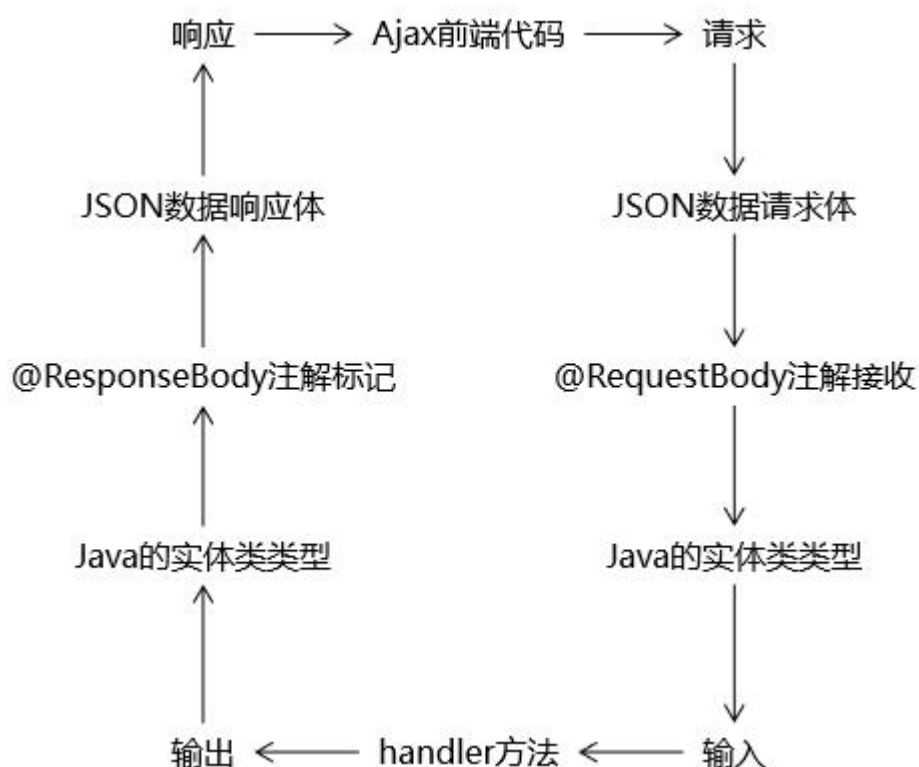 响应 Ajax前端代码 请求
JSON数据响应体 JSON数据请求体
@ResponseBody注解标记 @RequestBody注解接收
Java的实体类类型 Java的实体类类型
输出 handler方法 输入